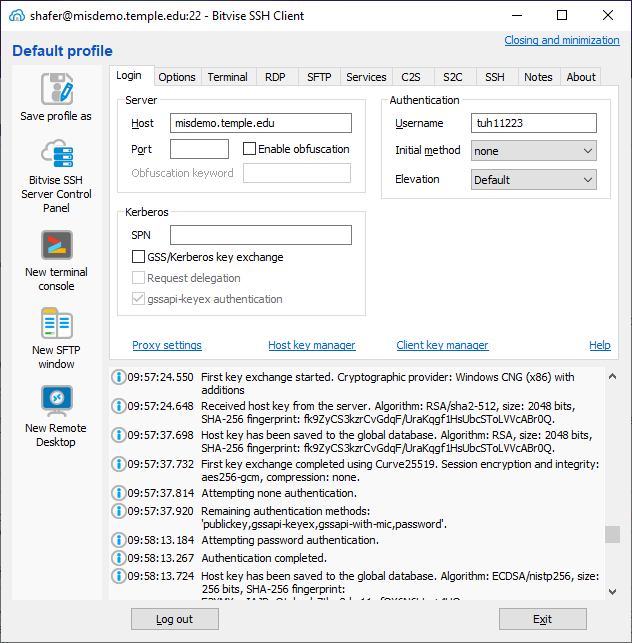 shafer@misdemo.temple.edu:22 - Bitvise SSH Client
Default profile
Closing and minimization
Save profile as
Bitvise SSH
Server Control
Panel
New terminal
console
New SFTP
window
New Remote
Desktop
Login Options Terminal RDP SFTP Services C2S S2C SSH Notes About
Server
Host misdemo.temple.edu
Port Enable obfuscation
Obfuscation keyword
Kerberos
SPN
GSS/Kerberos key exchange
Request delegation
gssapi-keyex authentication
Authentication
Username tuh11223
Initial method none
Elevation Default
Proxy settings Host key manager Client key manager Help
09:57:24.550 First key exchange started. Cryptographic provider: Windows CNG (x86) with
additions
09:57:24.648 Received host key from the server. Algorithm: RSA/sha2-512, size: 2048 bits,
SHA-256 fingerprint: fk9ZyCS3kzrCvGdqF/UraKqgf1HsUbcSToLVVcABr0Q.
09:57:37.698 Host key has been saved to the global database. Algorithm: RSA, size: 2048 bits,
SHA-256 fingerprint: fk9ZyCS3kzrCvGdqF/UraKqgf1HsUbcSToLVVcABr0Q.
09:57:37.732 First key exchange completed using Curve25519. Session encryption and integrity:
aes256-gcm, compression: none.
09:57:37.814 Attempting none authentication.
09:57:37.920 Remaining authentication methods:
'publickey,gssapi-keyex,gssapi-with-mic,password'.
09:58:13.184 Attempting password authentication.
09:58:13.267 Authentication completed.
09:58:13.724 Host key has been saved to the global database. Algorithm: ECDSA/nistp256, size:
256 bits, SHA-256 fingerprint:
Log out Exit